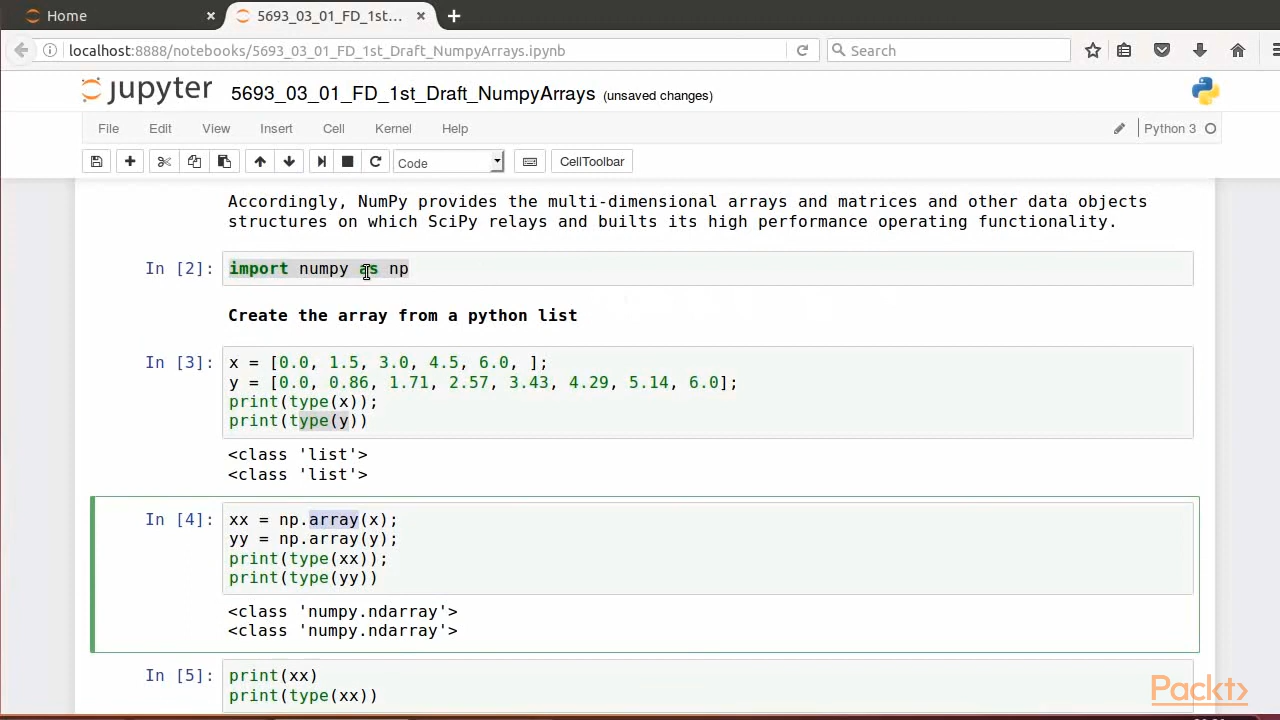 Home
5693_03_01_FD_1st...
localhost:8888/notebooks/5693_03_01_FD_1st_Draft_NumpyArrays.ipynb
Search
jupyter 5693_03_01_FD_1st_Draft_NumpyArrays (unsaved changes)
File Edit View Insert Cell Kernel Help
Python 3
Code
CellToolbar
Accordingly, NumPy provides the multi-dimensional arrays and matrices and other data objects
structures on which SciPy relays and builts its high performance operating functionality.
In [2]: import numpy as np
Create the array from a python list
In [3]: x = [0.0, 1.5, 3.0, 4.5, 6.0, ];
y = [0.0, 0.86, 1.71, 2.57, 3.43, 4.29, 5.14, 6.0];
print(type(x));
print(type(y))
<class 'list'>
<class 'list'>
In [4]: xx = np.array(x);
yy = np.array(y);
print(type(xx));
print(type(yy))
<class 'numpy.ndarray'>
<class 'numpy.ndarray'>
In [5]: print(xx)
print(type(xx))
Packt